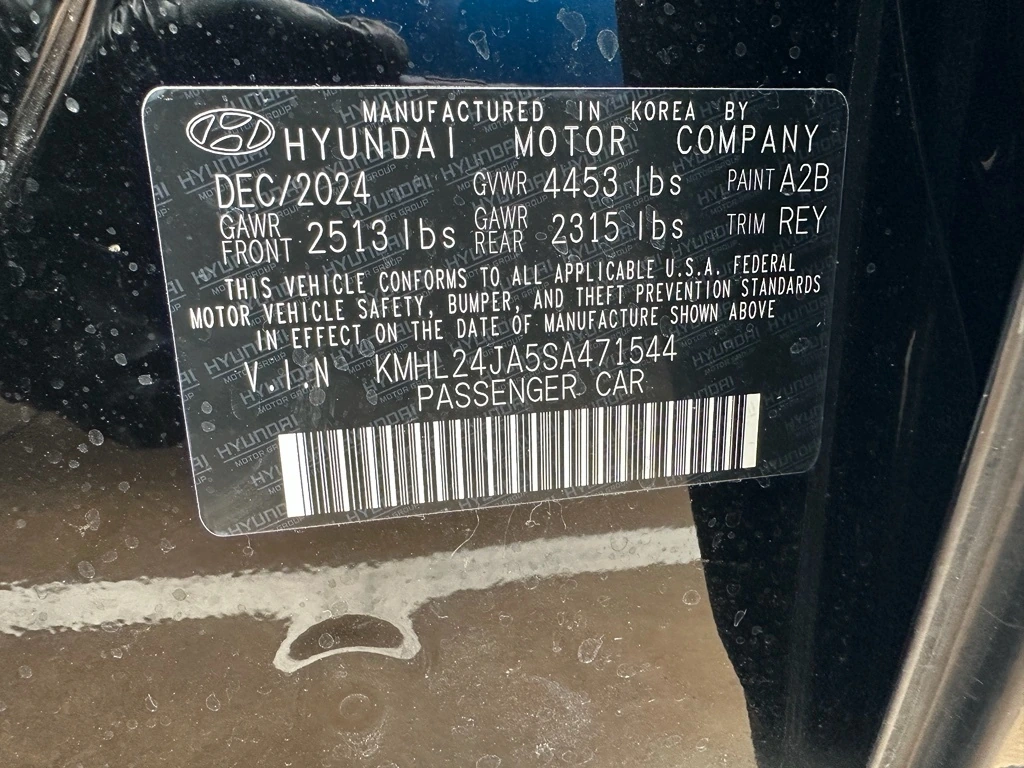 MANUFACTURED IN KOREA BY
HYUNDAI MOTOR COMPANY
DEC/2024 GVWR 4453 lbs PAINT A2B
GAWR FRONT 2513 lbs GAWR REAR 2315 lbs TRIM REY
THIS VEHICLE CONFORMS TO ALL APPLICABLE U.S.A. FEDERAL
MOTOR VEHICLE SAFETY, BUMPER, AND THEFT PREVENTION STANDARDS
IN EFFECT ON THE DATE OF MANUFACTURE SHOWN ABOVE
V.I.N KMHL24JA5SA471544
PASSENGER CAR